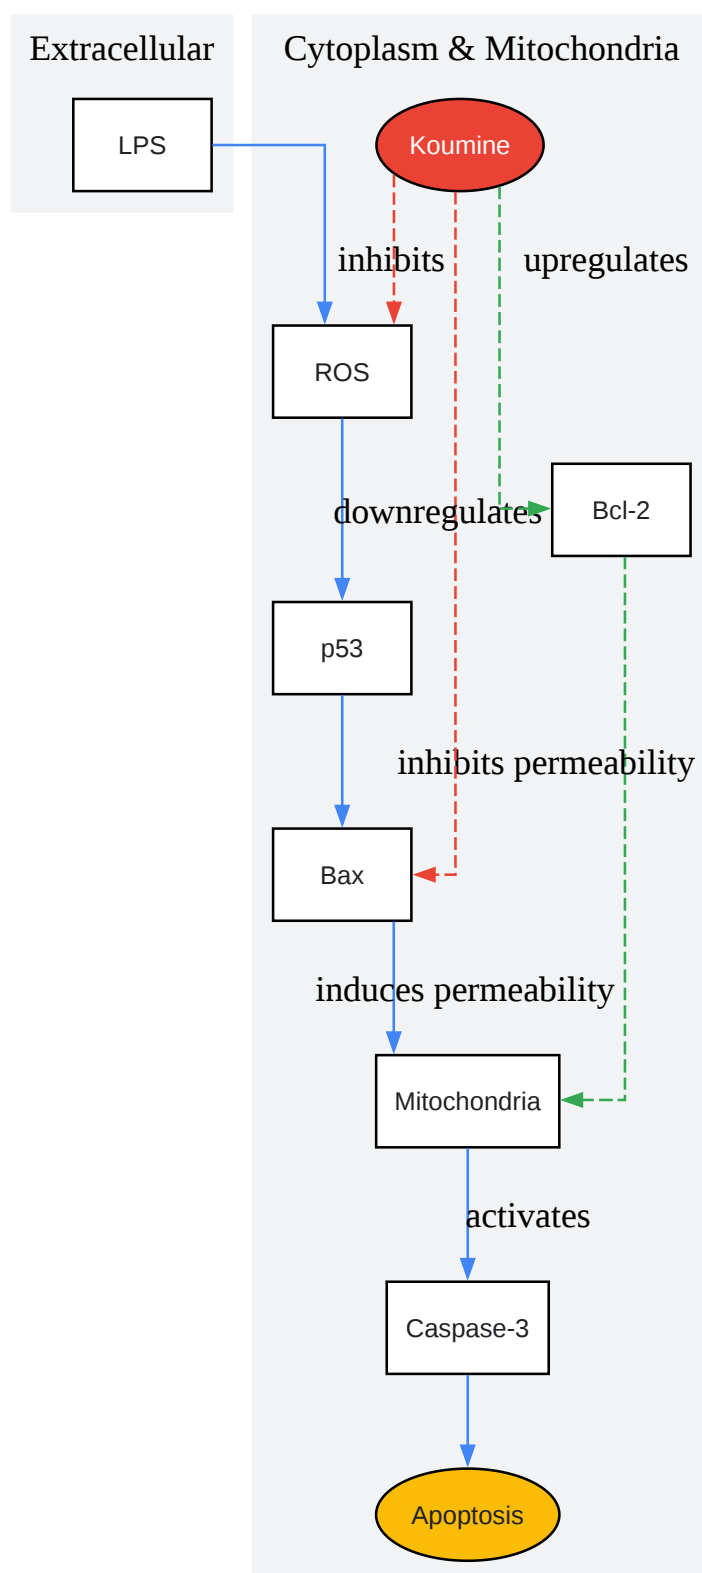 Extracellular
Cytoplasm & Mitochondria
LPS
Koumine
inhibits
upregulates
ROS
downregulates
Bcl-2
p53
inhibits permeability
Bax
induces permeability
Mitochondria
activates
Caspase-3
Apoptosis